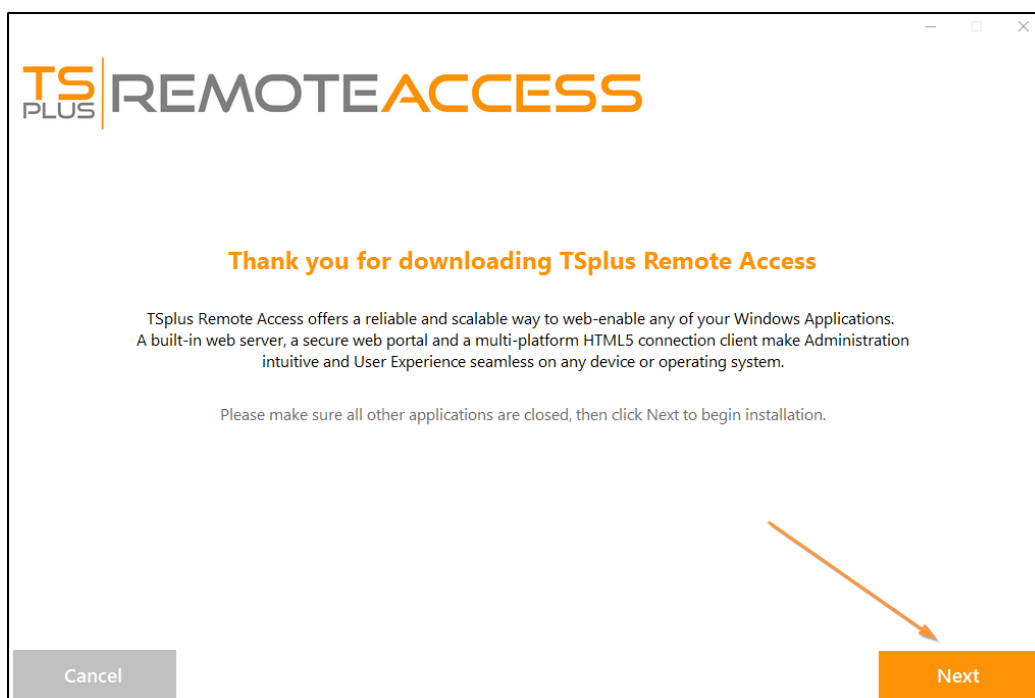 TS PLUS REMOTEACCESS
Thank you for downloading TSplus Remote Access
TSplus Remote Access offers a reliable and scalable way to web-enable any of your Windows Applications.
A built-in web server, a secure web portal and a multi-platform HTML5 connection client make Administration
intuitive and User Experience seamless on any device or operating system.
Please make sure all other applications are closed, then click Next to begin installation.
Cancel
Next